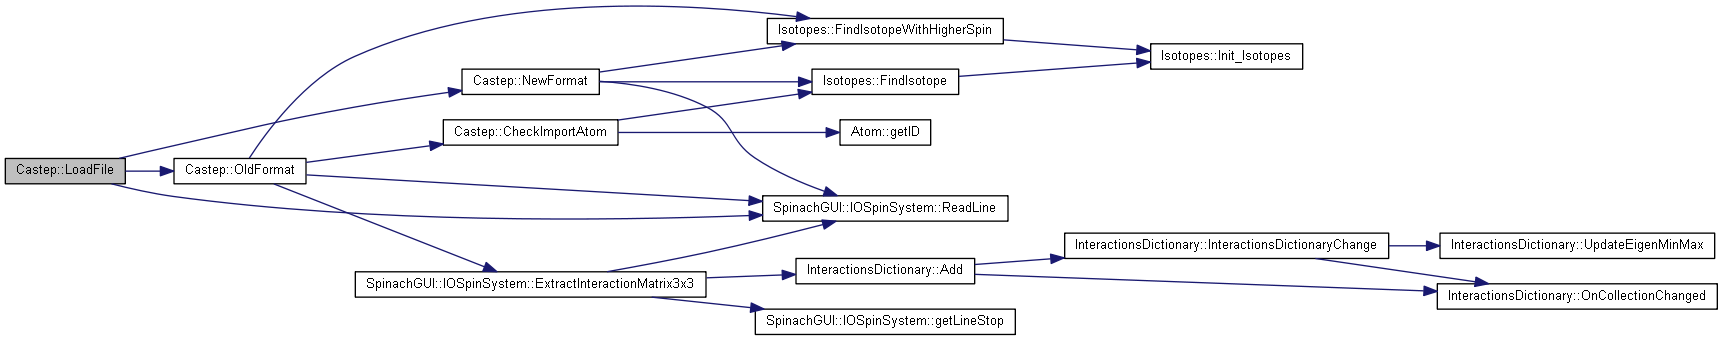 Isotopes::FindIsotopeWithHigherSpin
Isotopes::Init_Isotopes
Castep::NewFormat
Isotopes::FindIsotope
Castep::CheckImportAtom
Atom::getID
Castep::LoadFile
Castep::OldFormat
SpinachGUI::IOSpinSystem::ReadLine
InteractionsDictionary::InteractionsDictionaryChange
InteractionsDictionary::UpdateEigenMinMax
InteractionsDictionary::Add
SpinachGUI::IOSpinSystem::ExtractInteractionMatrix3x3
InteractionsDictionary::OnCollectionChanged
SpinachGUI::IOSpinSystem::getLineStop